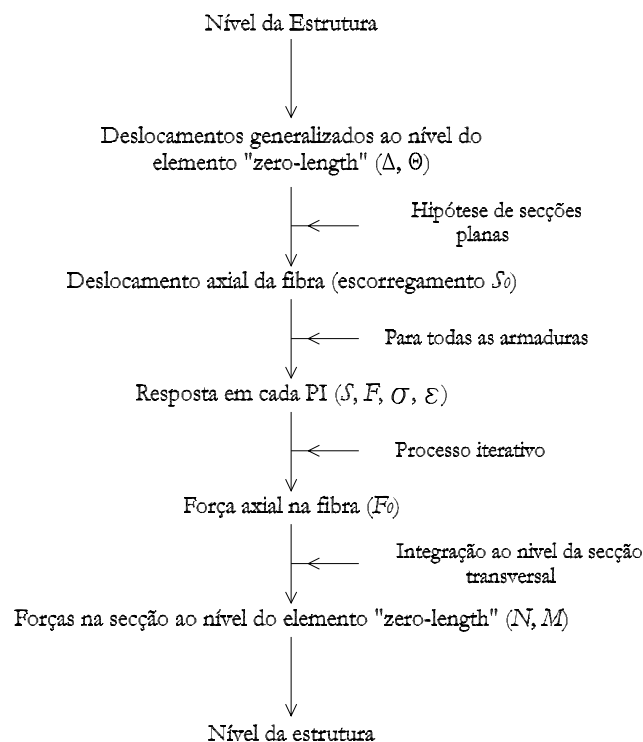 Nível da Estrutura
Deslocamentos generalizados ao nível do
elemento "zero-length" (Δ, Θ)
Hipótese de secções
planas
Deslocamento axial da fibra (escorregamento S₀)
Para todas as armaduras
Resposta em cada PI (S, F, σ, ε)
Processo iterativo
Força axial na fibra (F₀)
Integração ao nivel da secção
transversal
Forças na secção ao nível do elemento "zero-length" (N, M)
Nível da estrutura